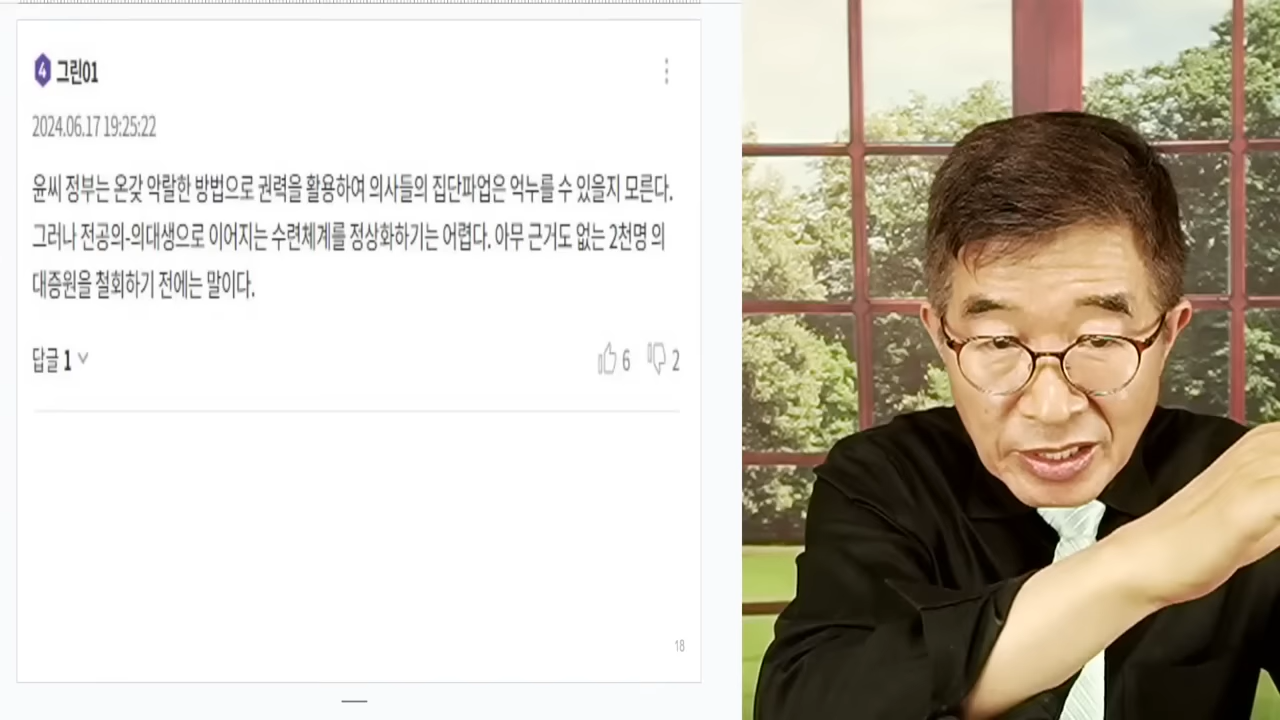 4 그린01
2024.06.17 19:25:22
윤씨 정부는 온갖 악랄한 방법으로 권력을 활용하여 의사들의 집단파업은 억누를 수 있을지 모른다.
그러나 전공의-의대생으로 이어지는 수련체계를 정상화하기는 어렵다. 아무 근거도 없는 2천명 의
대증원을 철회하기 전에는 말이다.
답글 1
6 2
18